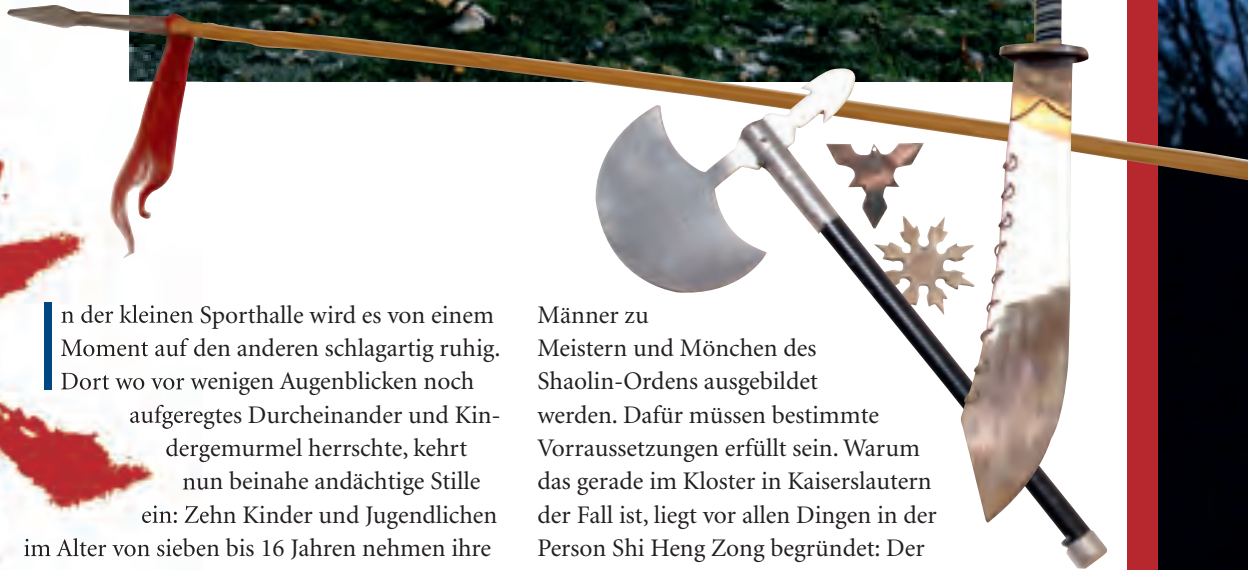 In der kleinen Sporthalle wird es von einem
Moment auf den anderen schlagartig ruhig.
Dort wo vor wenigen Augenblicken noch
aufgeregtes Durcheinander und Kin-
dergemurmel herrschte, kehrt
nun beinahe andächtige Stille
ein: Zehn Kinder und Jugendlichen
im Alter von sieben bis 16 Jahren nehmen ihre
Männer zu
Meistern und Mönchen des
Shaolin-Ordens ausgebildet
werden. Dafür müssen bestimmte
Vorraussetzungen erfüllt sein. Warum
das gerade im Kloster in Kaiserslautern
der Fall ist, liegt vor allen Dingen in der
Person Shi Heng Zong begründet: Der